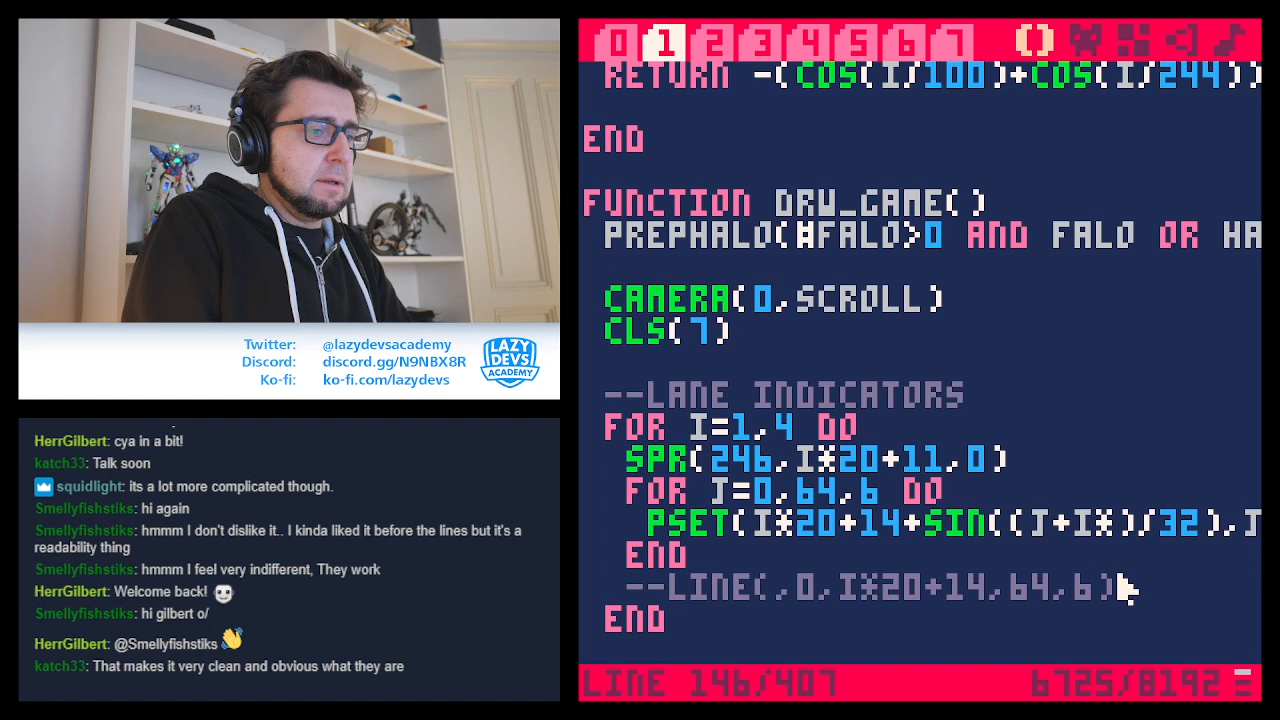 Twitter: @lazydevsacademy
Discord: discord.gg/N9NBX8R
Ko-fi: ko-fi.com/lazydevs
LAZY
DEVS
ACADEMY
HerrGilbert: cya in a bit!
katch33: Talk soon
squidlight: its a lot more complicated though.
Smellyfishstiks: hi again
Smellyfishstiks: hmmm I don't dislike it.. I kinda liked it before the lines but it's a
readability thing
Smellyfishstiks: hmmm I feel very indifferent, They work
HerrGilbert: Welcome back!
Smellyfishstiks: hi gilbert o/
HerrGilbert: @Smellyfishstiks
katch33: That makes it very clean and obvious what they are
0 1 2 3 4 5 6 7 ()
RETURN -(COS(I/100)+COS(I/244))
END
FUNCTION DRW_GAME()
PREPHALO(#FALO>0 AND FALO OR HA
CAMERA(0,SCROLL)
CLS(7)
--LANE INDICATORS
FOR I=1,4 DO
SPR(246,I*20+11,0)
FOR J=0,64,6 DO
PSET(I*20+14+SIN((J+I*)/32),J
END
--LINE(,0,I*20+14,64,6)
END
LINE 146/407 6725/8192